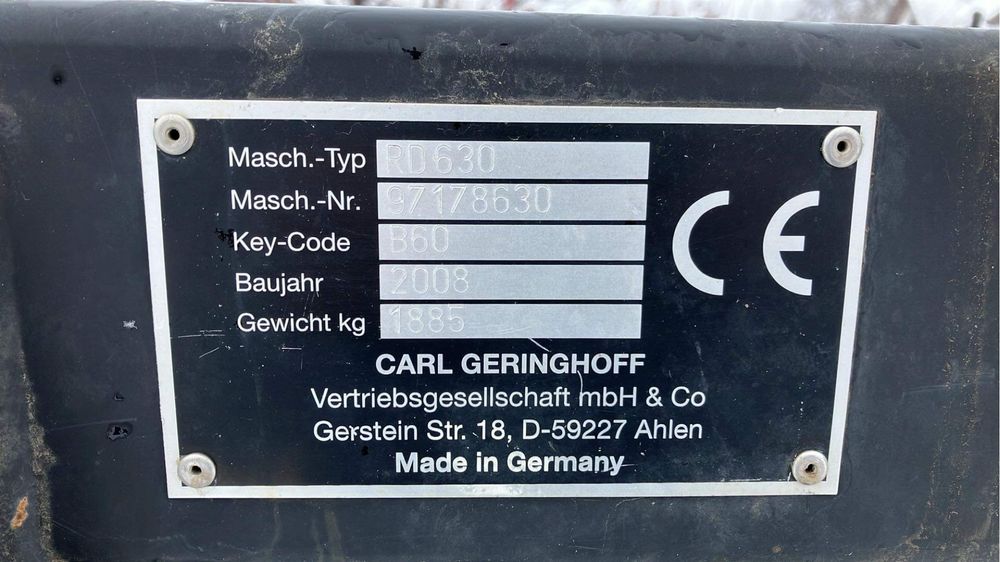 Masch.-Typ RD630
Masch.-Nr. 97178630
Key-Code B60
Baujahr 2008
Gewicht kg 1885
CE
CARL GERINGHOFF
Vertriebsgesellschaft mbH & Co
Gerstein Str. 18, D-59227 Ahlen
Made in Germany